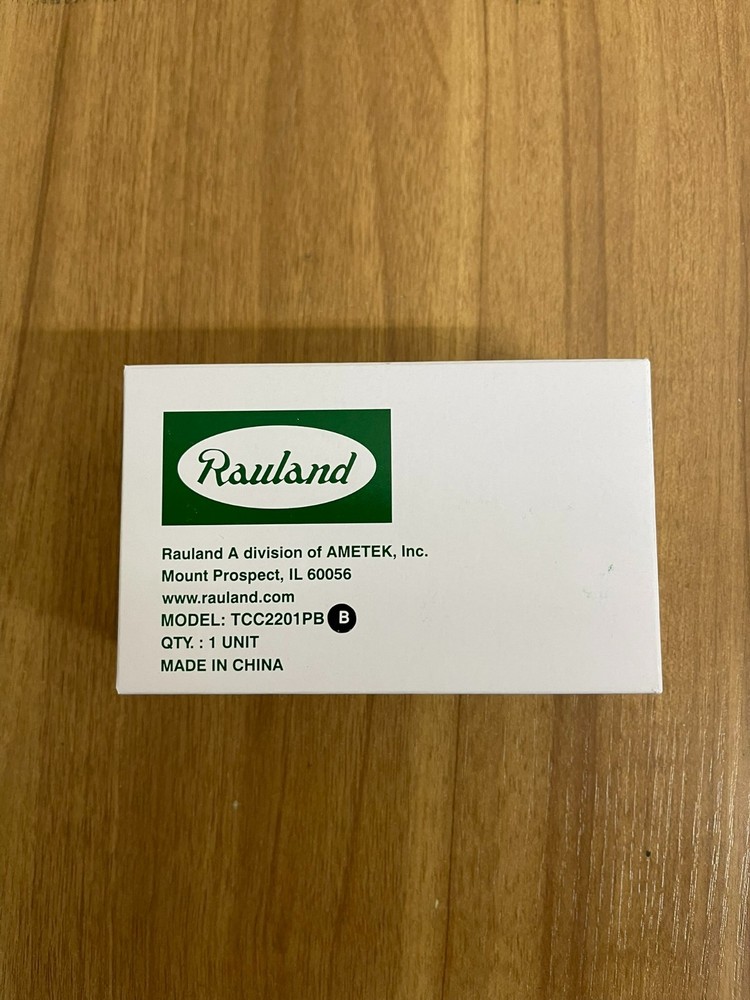 Rauland
Rauland A division of AMETEK, Inc.
Mount Prospect, IL 60056
www.rauland.com
MODEL: TCC2201PB B
QTY. : 1 UNIT
MADE IN CHINA